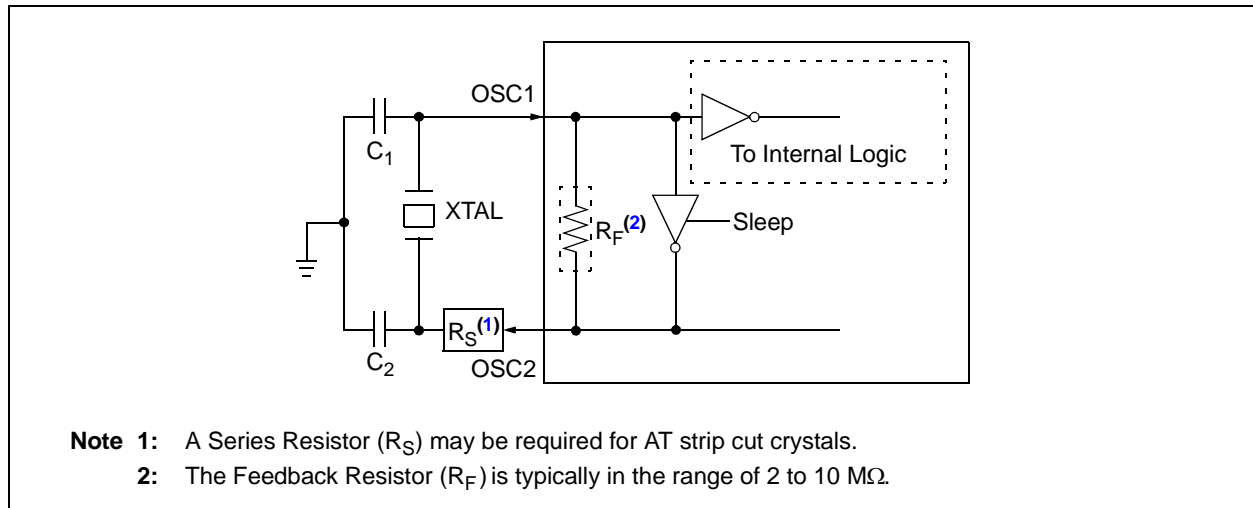 OSC1
C1
To Internal Logic
XTAL
RF(2)
Sleep
RS(1)
C2
OSC2
Note 1: A Series Resistor (RS) may be required for AT strip cut crystals.
2: The Feedback Resistor (RF) is typically in the range of 2 to 10 MΩ.